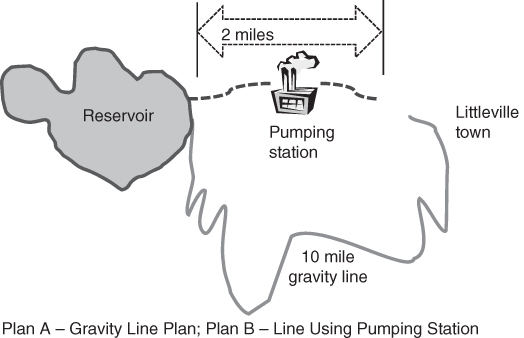 2 miles
Reservoir
Pumping
station
Littleville
town
10 mile
gravity line
Plan A – Gravity Line Plan; Plan B – Line Using Pumping Station